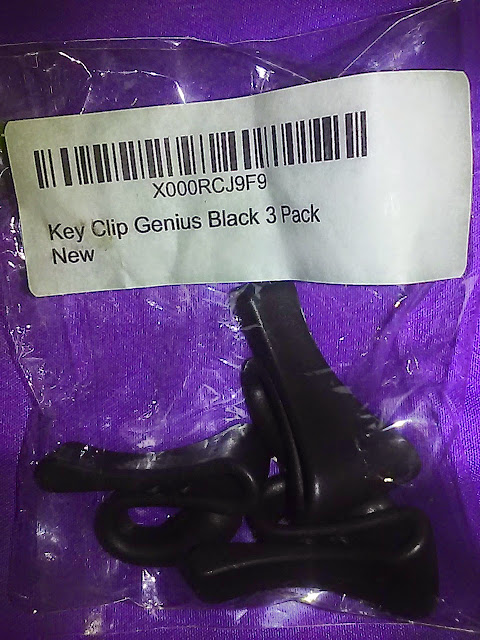 X000RCJ9F9
Key Clip Genius Black 3 Pack
New